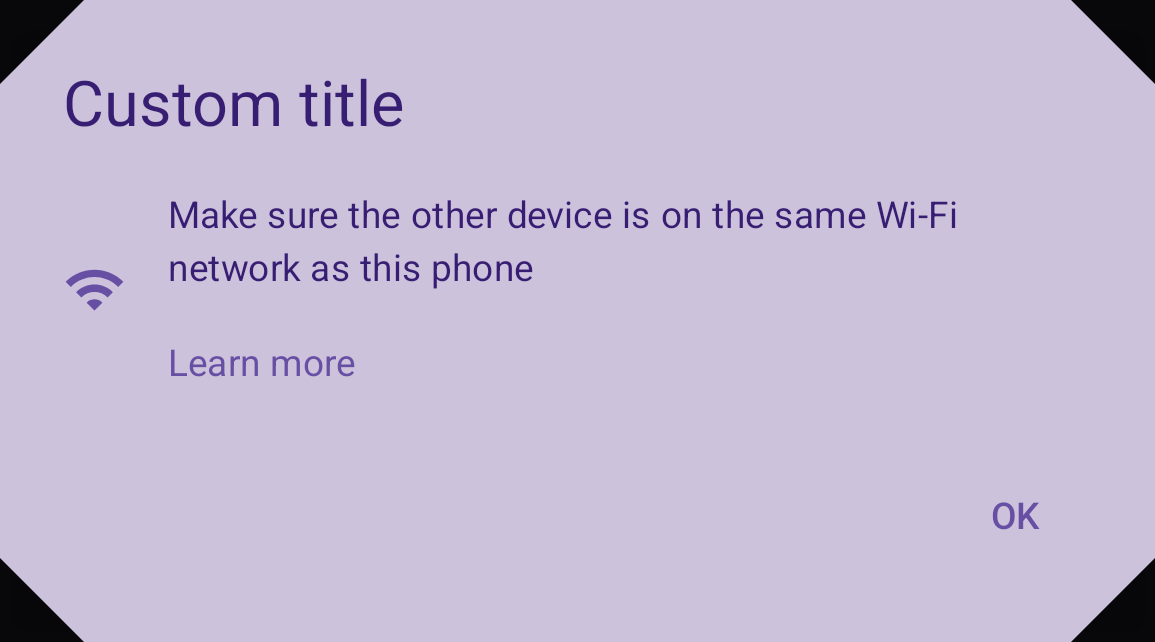 Custom title
Make sure the other device is on the same Wi-Fi
network as this phone
Learn more
OK